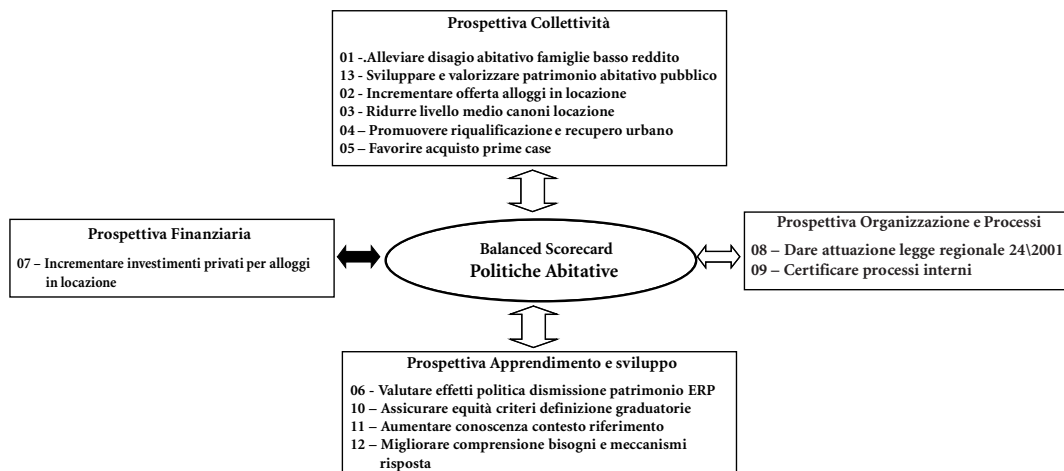 Prospettiva Collettività
01 -.Alleviare disagio abitativo famiglie basso reddito
13 - Sviluppare e valorizzare patrimonio abitativo pubblico
02 - Incrementare offerta alloggi in locazione
03 - Ridurre livello medio canoni locazione
04 – Promuovere riqualificazione e recupero urbano
05 – Favorire acquisto prime case
Prospettiva Finanziaria
07 – Incrementare investimenti privati per alloggi
in locazione
Balanced Scorecard
Politiche Abitative
Prospettiva Organizzazione e Processi
08 – Dare attuazione legge regionale 24\2001
09 – Certificare processi interni
Prospettiva Apprendimento e sviluppo
06 - Valutare effetti politica dismissione patrimonio ERP
10 – Assicurare equità criteri definizione graduatorie
11 – Aumentare conoscenza contesto riferimento
12 – Migliorare comprensione bisogni e meccanismi
risposta